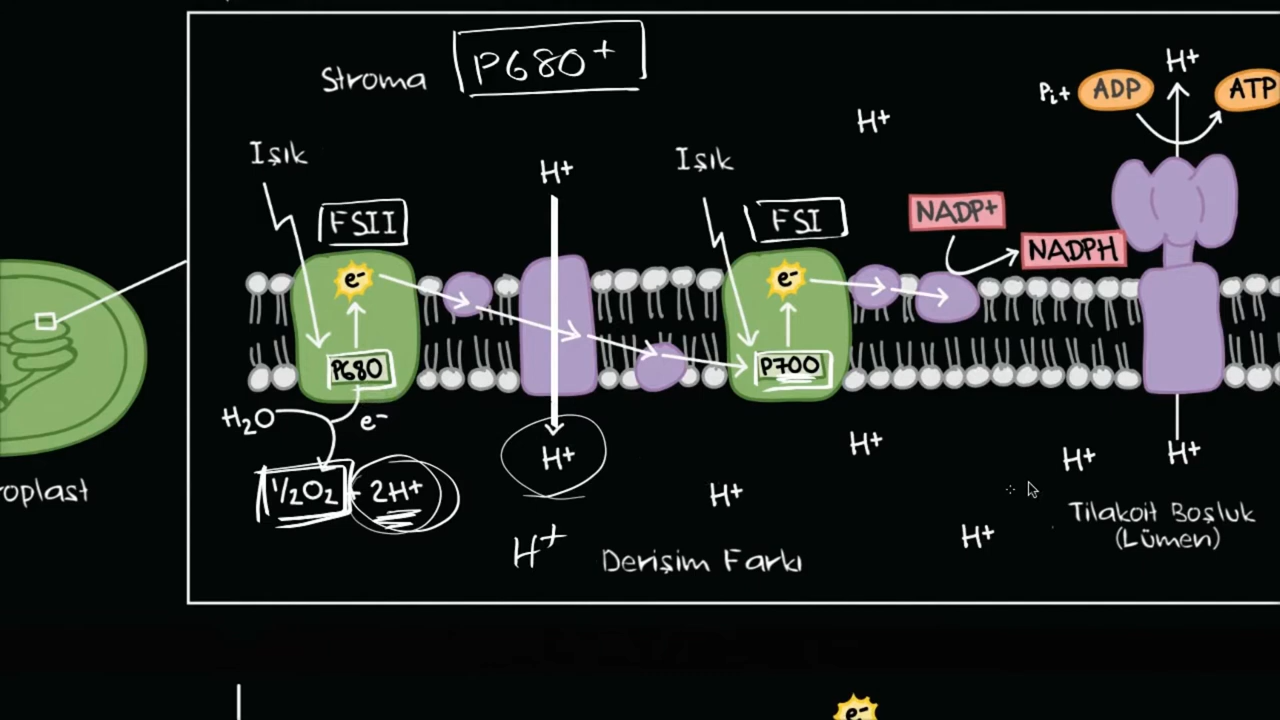 P680+
Stroma
H+
Pi+ ADP
ATP
H+
Işık
H+
Işık
FSII
FSI
NADP+
NADPH
e-
e-
P680
P700
H2O
e-
½O2 + 2H+
H+
H+
H+
H+
H+
H+
H+
oplast
Tilakoit Boşluk
(Lümen)
H+
Derişim Farkı
e-